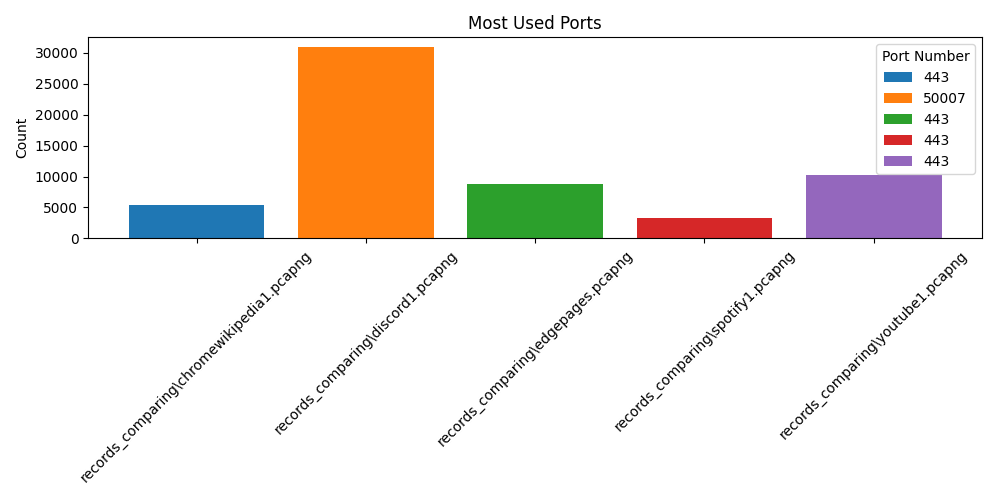 Most Used Ports
Count
30000
25000
20000
15000
10000
5000
0
Port Number
443
50007
443
443
443
records_comparing\chromewikipedia1.pcapng
records_comparing\discord1.pcapng
records_comparing\edgepages.pcapng
records_comparing\spotify1.pcapng
records_comparing\youtube1.pcapng